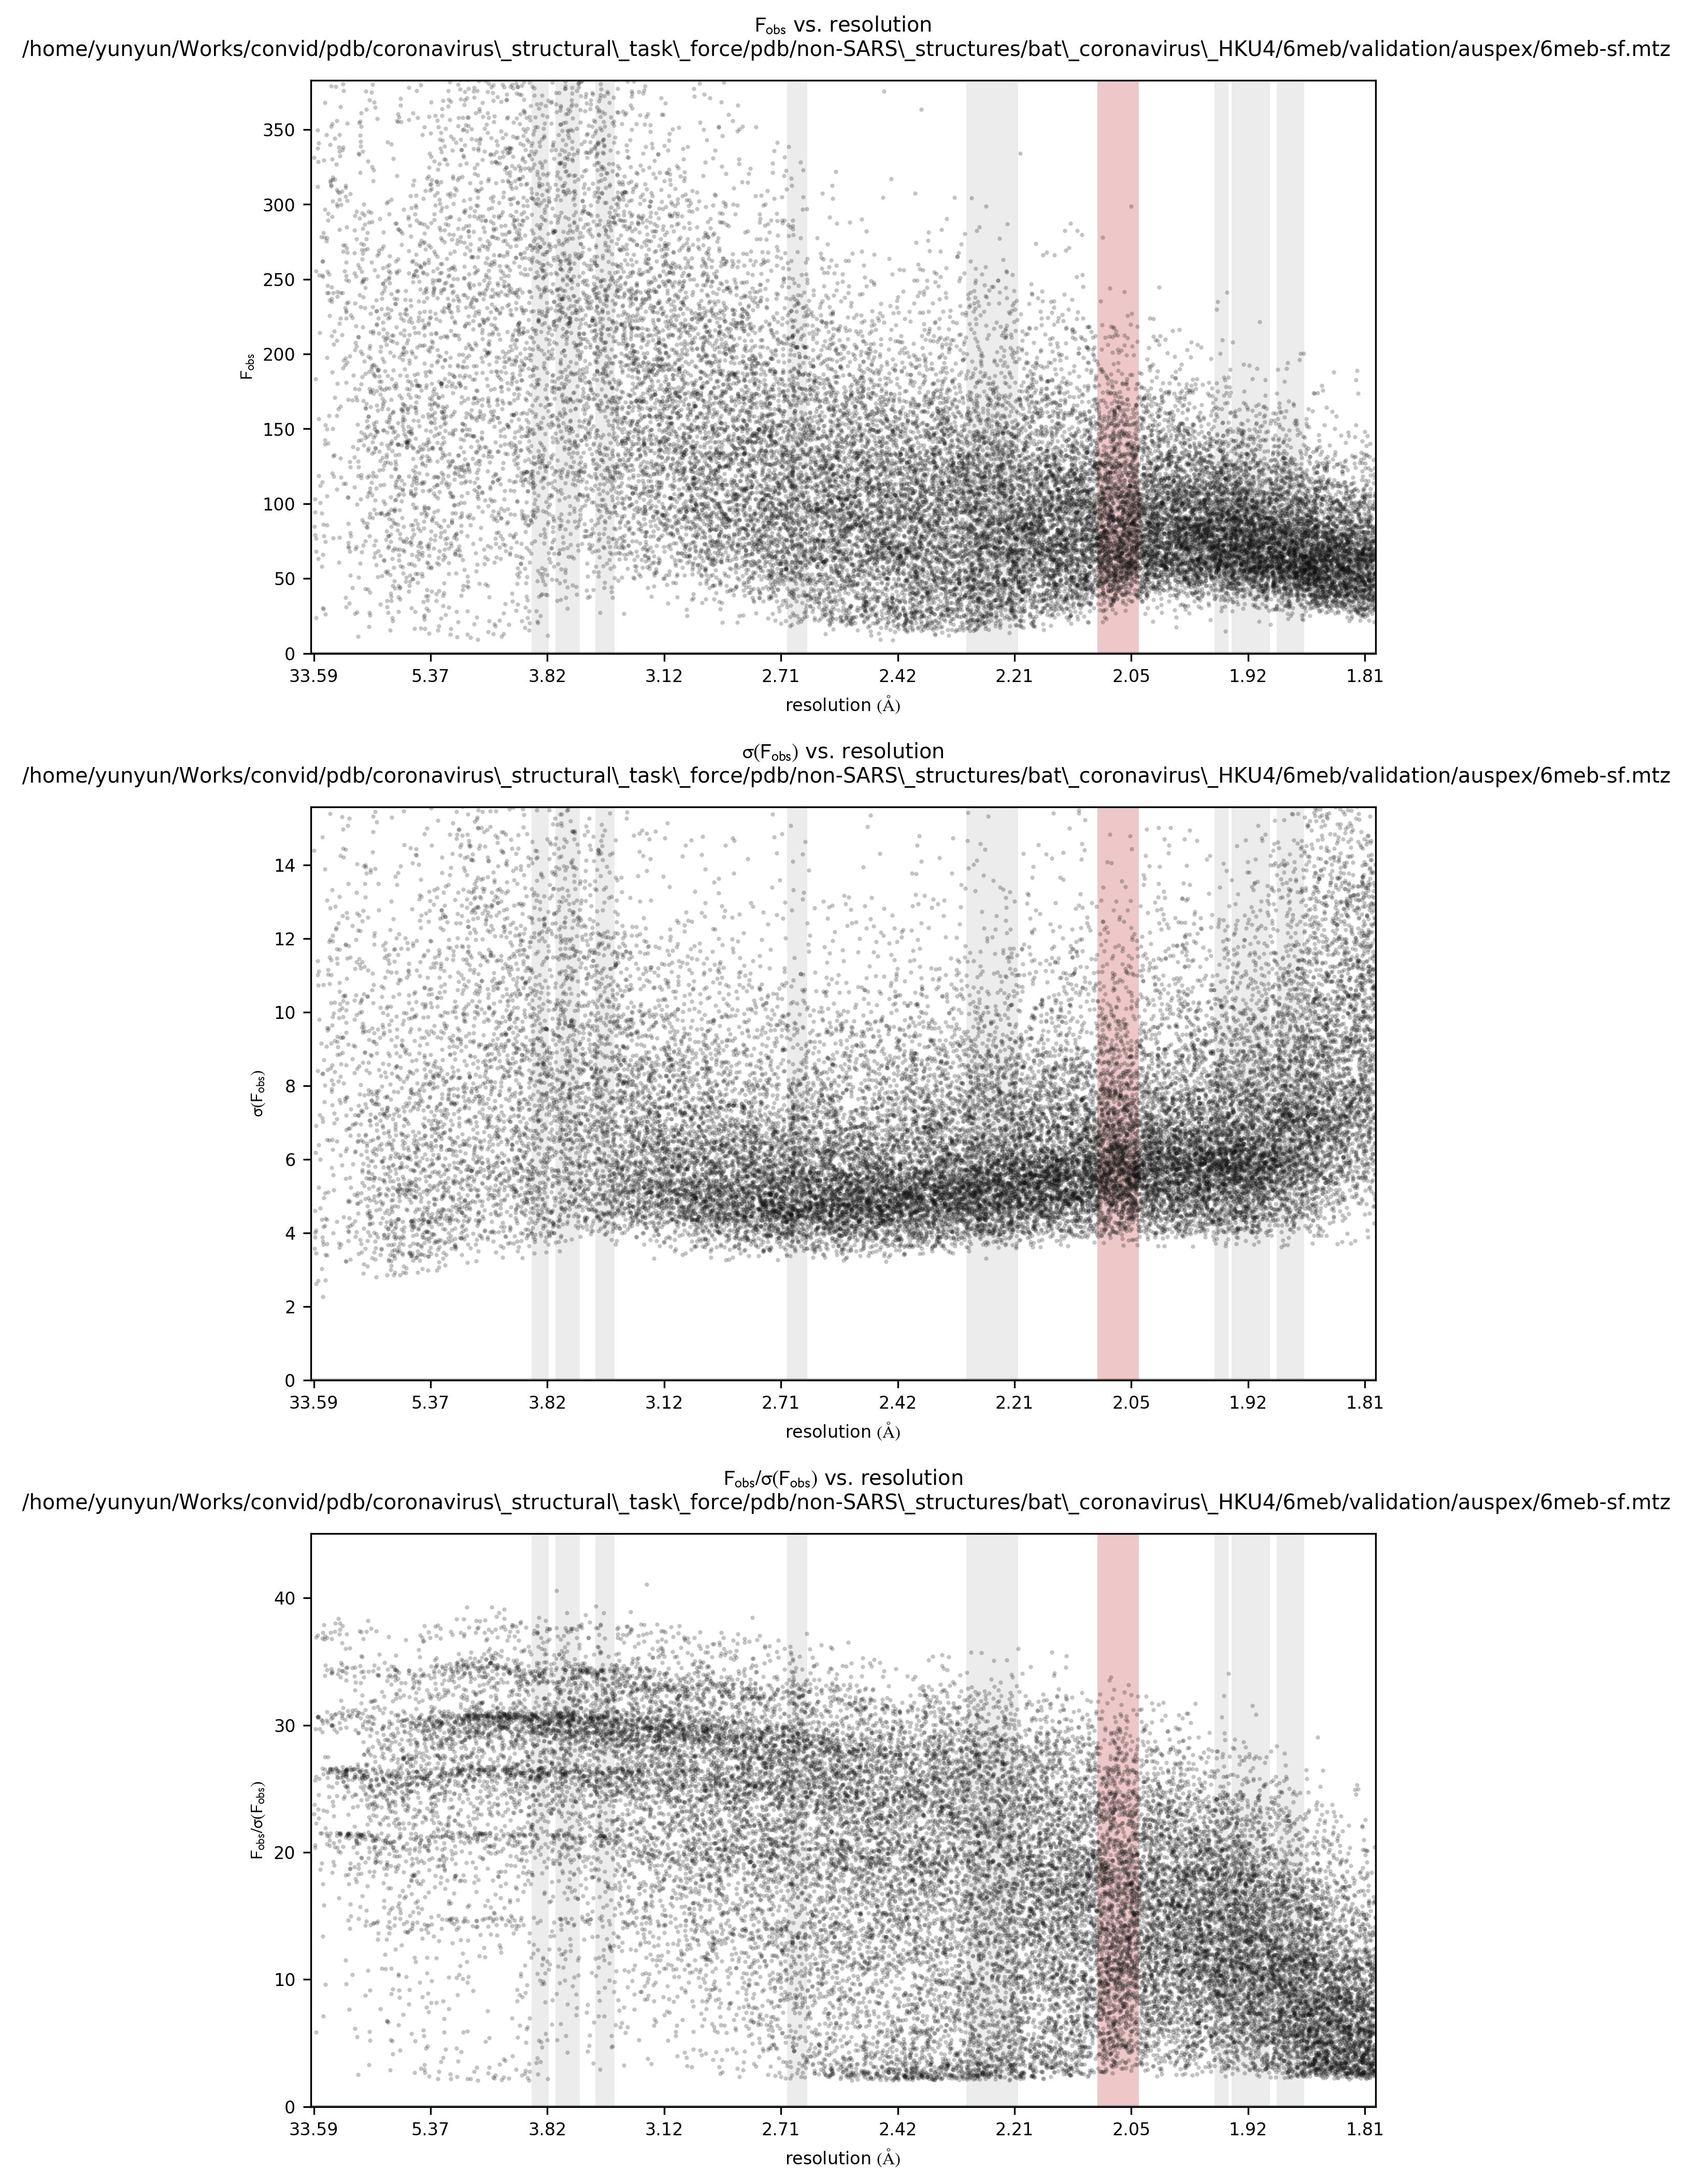 Fobs vs. resolution
/home/yunyun/Works/convid/pdb/coronavirus\_structural\_task\_force/pdb/non-SARS\_structures/bat\_coronavirus\_HKU4/6meb/validation/auspex/6meb-sf.mtz
350
300
250
200
150
100
50
0
Fobs
33.59 5.37 3.82 3.12 2.71 2.42 2.21 2.05 1.92 1.81
resolution (Å)
σ(Fobs) vs. resolution
/home/yunyun/Works/convid/pdb/coronavirus\_structural\_task\_force/pdb/non-SARS\_structures/bat\_coronavirus\_HKU4/6meb/validation/auspex/6meb-sf.mtz
14
12
10
8
6
4
2
0
σ(Fobs)
33.59 5.37 3.82 3.12 2.71 2.42 2.21 2.05 1.92 1.81
resolution (Å)
Fobs/σ(Fobs) vs. resolution
/home/yunyun/Works/convid/pdb/coronavirus\_structural\_task\_force/pdb/non-SARS\_structures/bat\_coronavirus\_HKU4/6meb/validation/auspex/6meb-sf.mtz
40
30
20
10
0
Fobs/σ(Fobs)
33.59 5.37 3.82 3.12 2.71 2.42 2.21 2.05 1.92 1.81
resolution (Å)